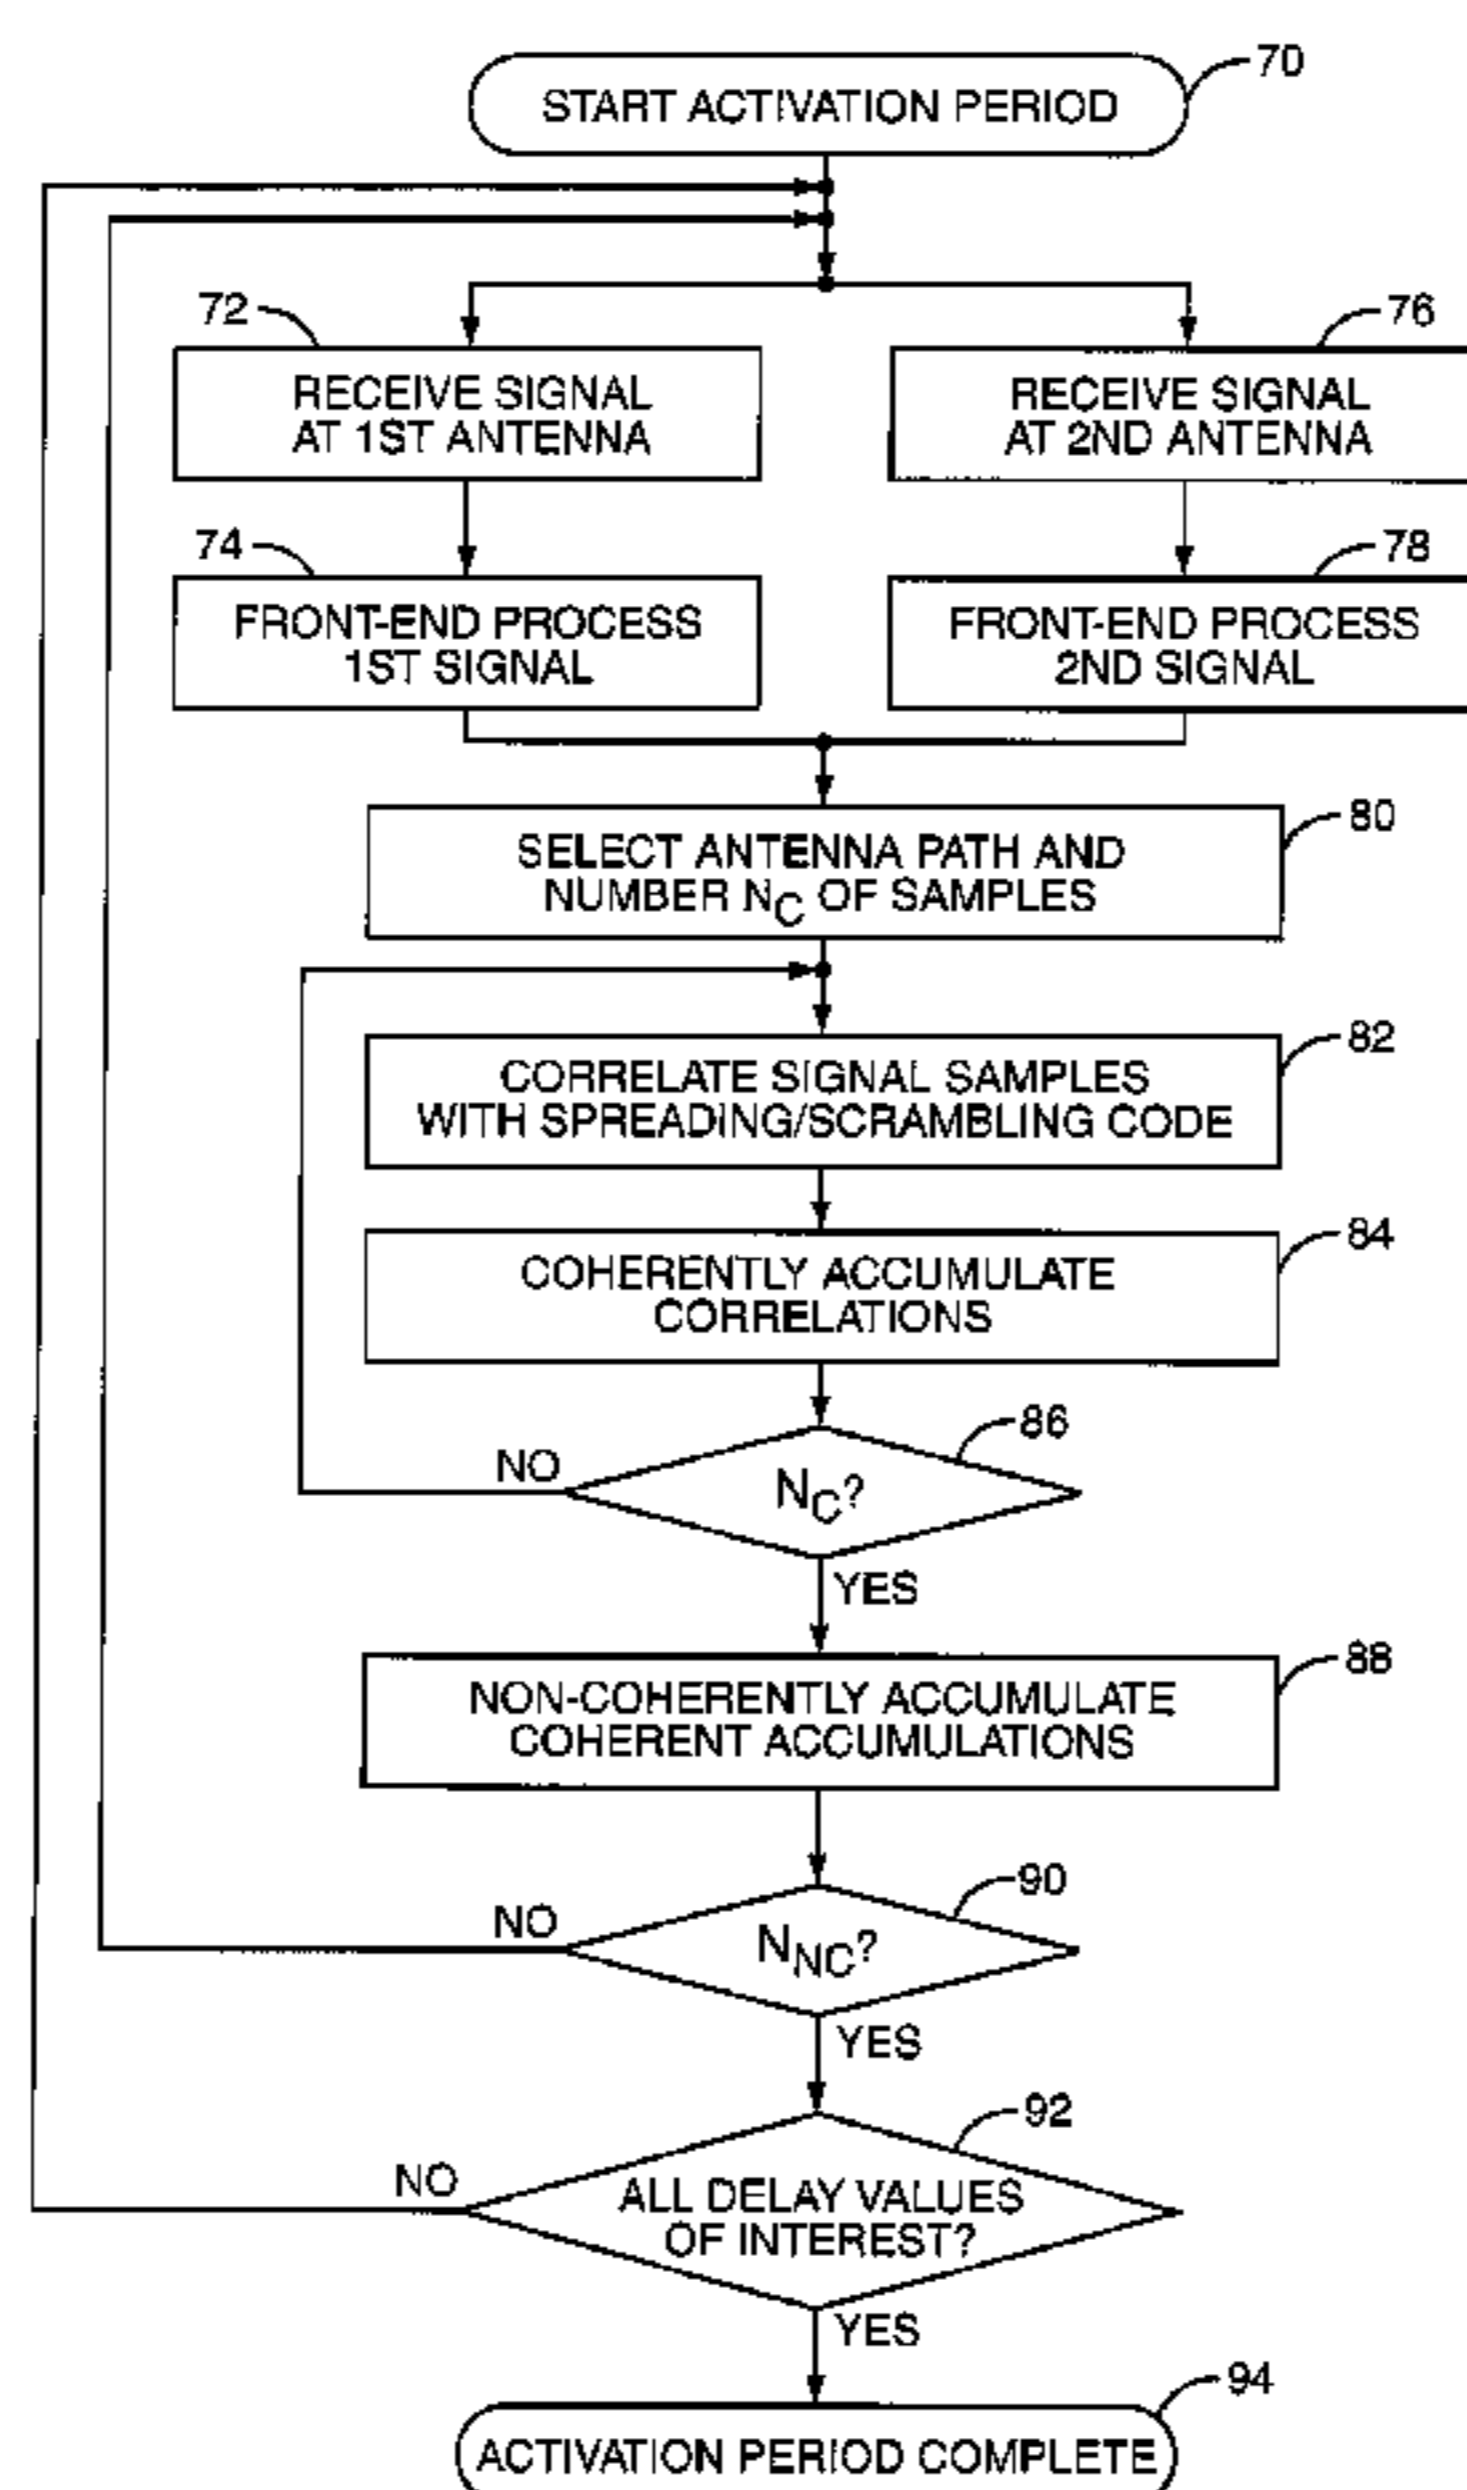 70
START ACTIVATION PERIOD
72
76
RECEIVE SIGNAL
AT 1ST ANTENNA
RECEIVE SIGNAL
AT 2ND ANTENNA
74
78
FRONT-END PROCESS
1ST SIGNAL
FRONT-END PROCESS
2ND SIGNAL
80
SELECT ANTENNA PATH AND
NUMBER NC OF SAMPLES
82
CORRELATE SIGNAL SAMPLES
WITH SPREADING/SCRAMBLING CODE
84
COHERENTLY ACCUMULATE
CORRELATIONS
86
NO
NC?
YES
88
NON-COHERENTLY ACCUMULATE
COHERENT ACCUMULATIONS
90
NO
NNC?
YES
92
NO
ALL DELAY VALUES
OF INTEREST?
YES
94
ACTIVATION PERIOD COMPLETE